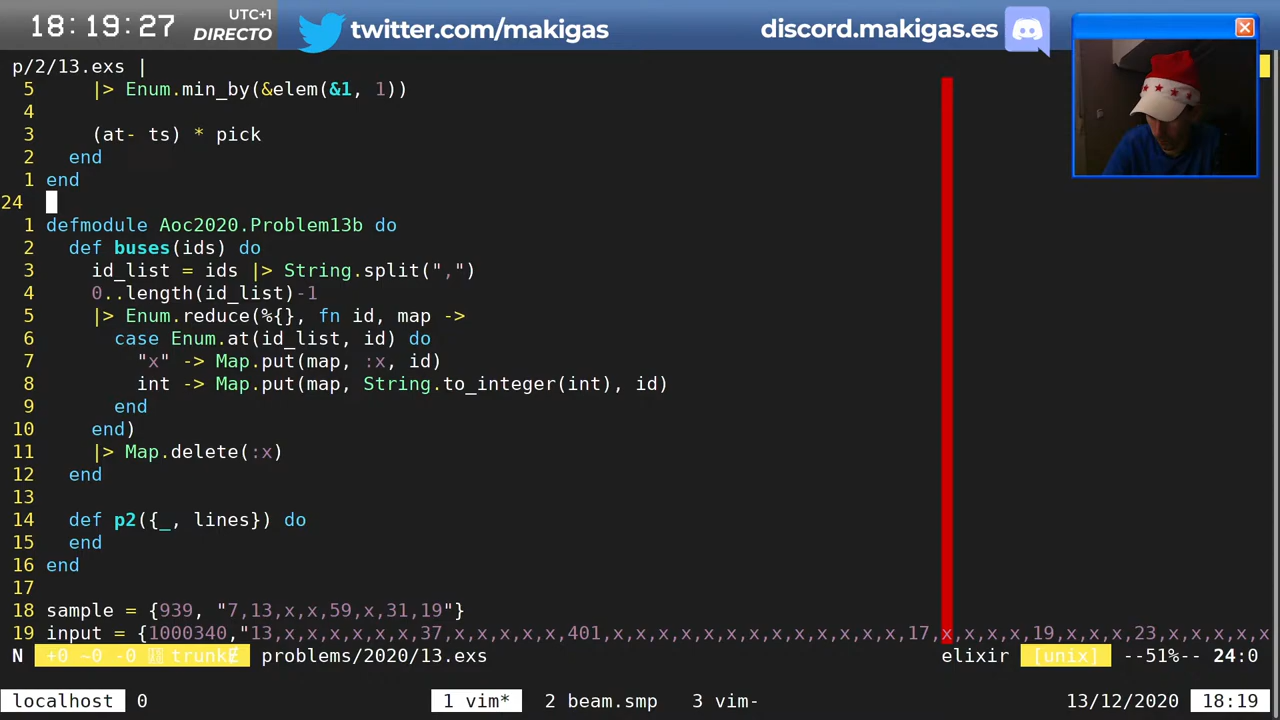 18:19:27
UTC+1
DIRECTO
twitter.com/makigas
discord.makigas.es
p/2/13.exs |
5 |> Enum.min_by(&elem(&1, 1))
4
3 (at- ts) * pick
2 end
1 end
24
1 defmodule Aoc2020.Problem13b do
2 def buses(ids) do
3 id_list = ids |> String.split(",")
4 0..length(id_list)-1
5 |> Enum.reduce(%{}, fn id, map ->
6 case Enum.at(id_list, id) do
7 "x" -> Map.put(map, :x, id)
8 int -> Map.put(map, String.to_integer(int), id)
9 end
10 end)
11 |> Map.delete(:x)
12 end
13
14 def p2({_, lines}) do
15 end
16 end
17
18 sample = {939, "7,13,x,x,59,x,31,19"}
19 input = {1000340,"13,x,x,x,x,x,x,37,x,x,x,x,x,401,x,x,x,x,x,x,x,x,x,x,x,x,x,17,x,x,x,x,19,x,x,x,23,x,x,x,x,x
N +0 ~0 -0 trunk problems/2020/13.exs elixir [unix] --51%-- 24:0
localhost 0 1 vim* 2 beam.smp 3 vim- 13/12/2020 18:19